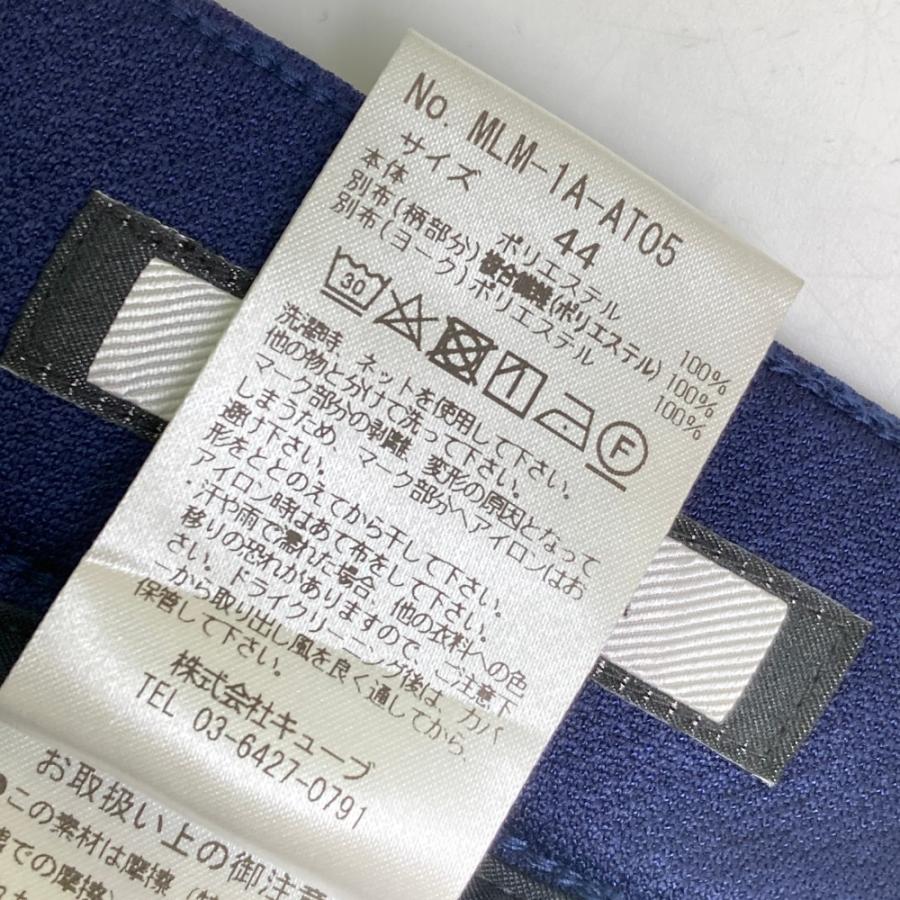 No. MLM-1A-AT05
サイズ 44
本体 ポリエステル 100%
別布(柄部分)複合繊維(ポリエステル) 100%
別布(ヨーク)ポリエステル 100%
30 F
洗濯時、ネットを使用して下さい。
他の物と分けて洗って下さい。
マーク部分の剥離、変形の原因となって
しまうため、マーク部分へアイロンはお
避け下さい。
形をととのえてから干して下さい。
アイロン時はあて布をして下さい。
・汗や雨で濡れた場合、他の衣料への色
移りの恐れがありますので、ご注意下
さい。ドライクリーニング後は、カバ
ーから取り出し風を良く通してから、
保管して下さい。
株式会社キューブ
TEL 03-6427-0791
お取扱い上の御注意
●この素材は摩擦
での摩擦)